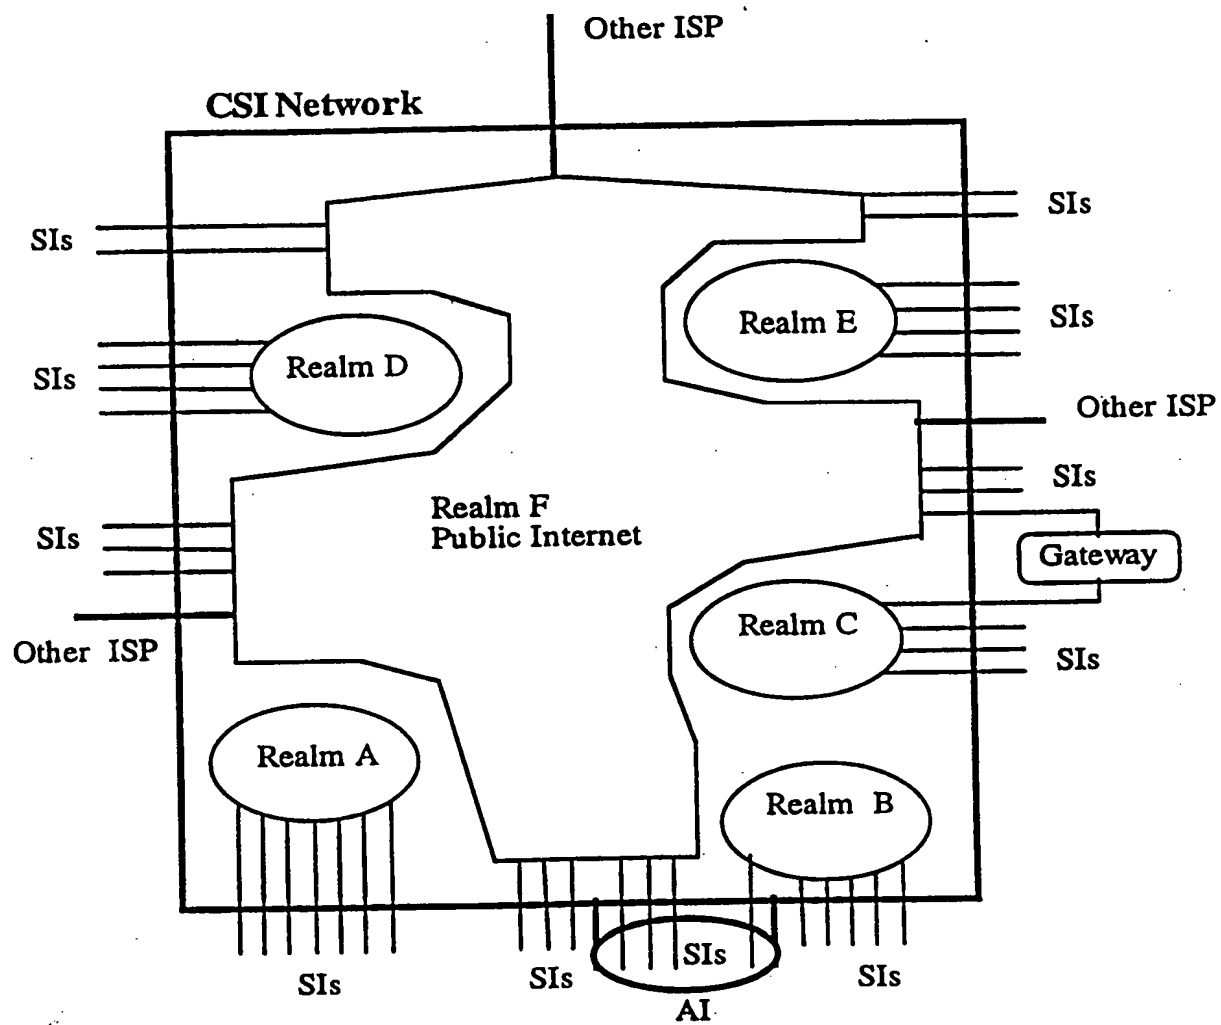 Other ISP
CSI Network
SIs
SIs
Realm E
SIs
Realm D
SIs
Other ISP
SIs
Realm F
Public Internet
SIs
Gateway
Other ISP
Realm C
SIs
Realm A
Realm B
SIs
SIs
SIs
SIs
AI